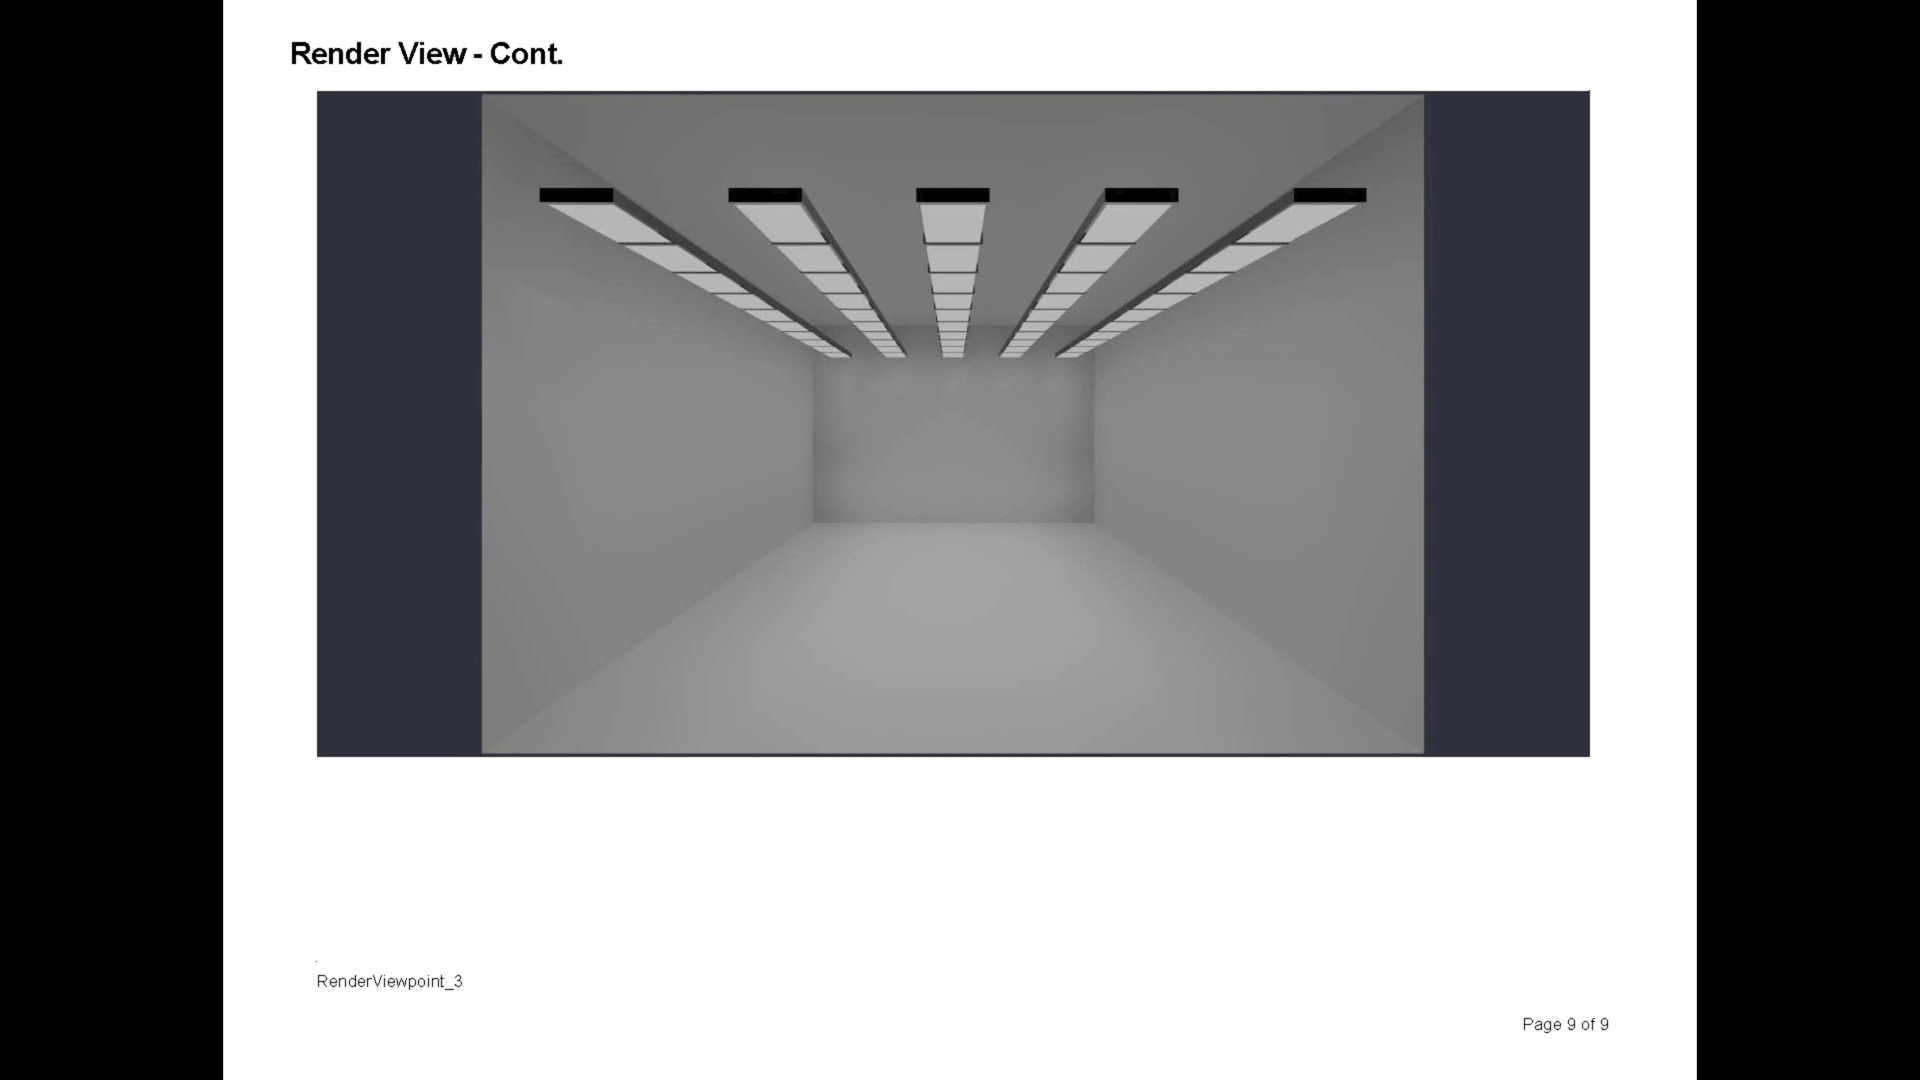 Render View - Cont.
RenderViewpoint_3
Page 9 of 9